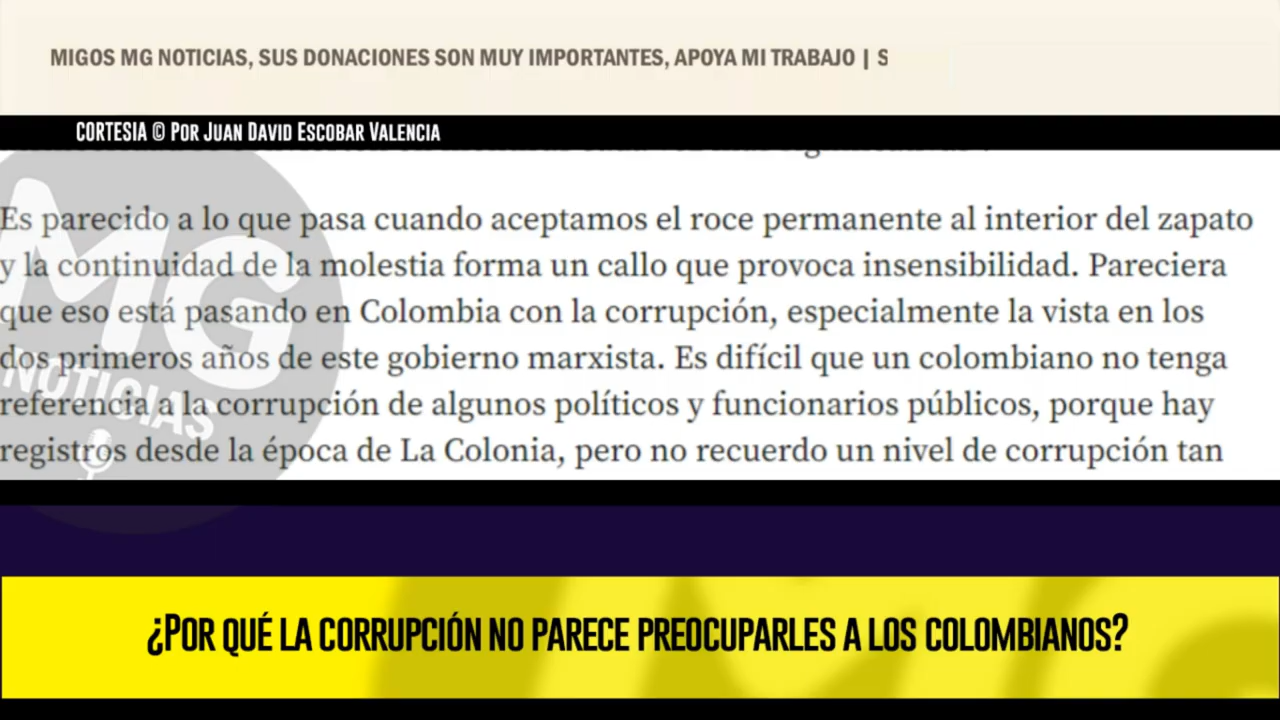 MIGOS MG NOTICIAS, SUS DONACIONES SON MUY IMPORTANTES, APOYA MI TRABAJO | S
CORTESIA © POR JUAN DAVID ESCOBAR VALENCIA
Es parecido a lo que pasa cuando aceptamos el roce permanente al interior del zapato
y la continuidad de la molestia forma un callo que provoca insensibilidad. Pareciera
que eso está pasando en Colombia con la corrupción, especialmente la vista en los
dos primeros años de este gobierno marxista. Es difícil que un colombiano no tenga
referencia a la corrupción de algunos políticos y funcionarios públicos, porque hay
registros desde la época de La Colonia, pero no recuerdo un nivel de corrupción tan
MG
NOTICIAS
¿POR QUÉ LA CORRUPCIÓN NO PARECE PREOCUPARLES A LOS COLOMBIANOS?